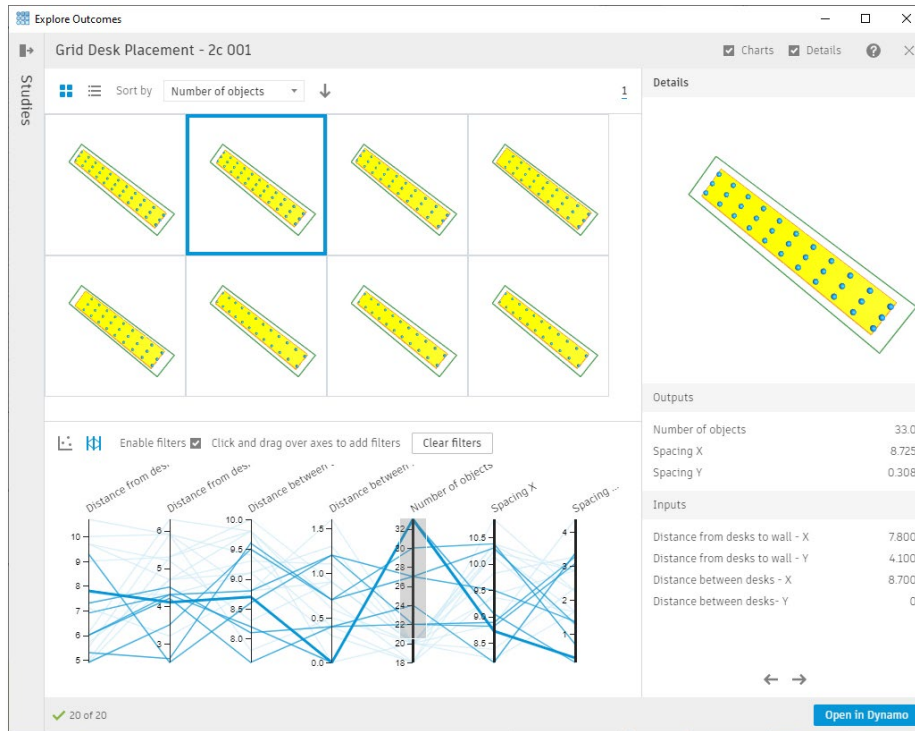 Explore Outcomes
Studies
Grid Desk Placement - 2c 001
Charts
Details
Sort by
Number of objects
1
Details
Outputs
Number of objects 33.0
Spacing X 8.725
Spacing Y 0.308
Inputs
Distance from desks to wall - X 7.800
Distance from desks to wall - Y 4.100
Distance between desks - X 8.700
Distance between desks- Y 0
Enable filters
Click and drag over axes to add filters
Clear filters
Distance from des
Distance from des
Distance between
Distance between
Number of objects
Spacing X
Spacing ...
10
9
8
7
6
5
6
5
4
3
10.0
9.5
9.0
8.5
8.0
1.5
1.0
0.5
0.0
32
30
28
26
24
22
20
18
10.5
10.0
9.5
9.0
8.5
4
3
2
1
20 of 20
Open in Dynamo